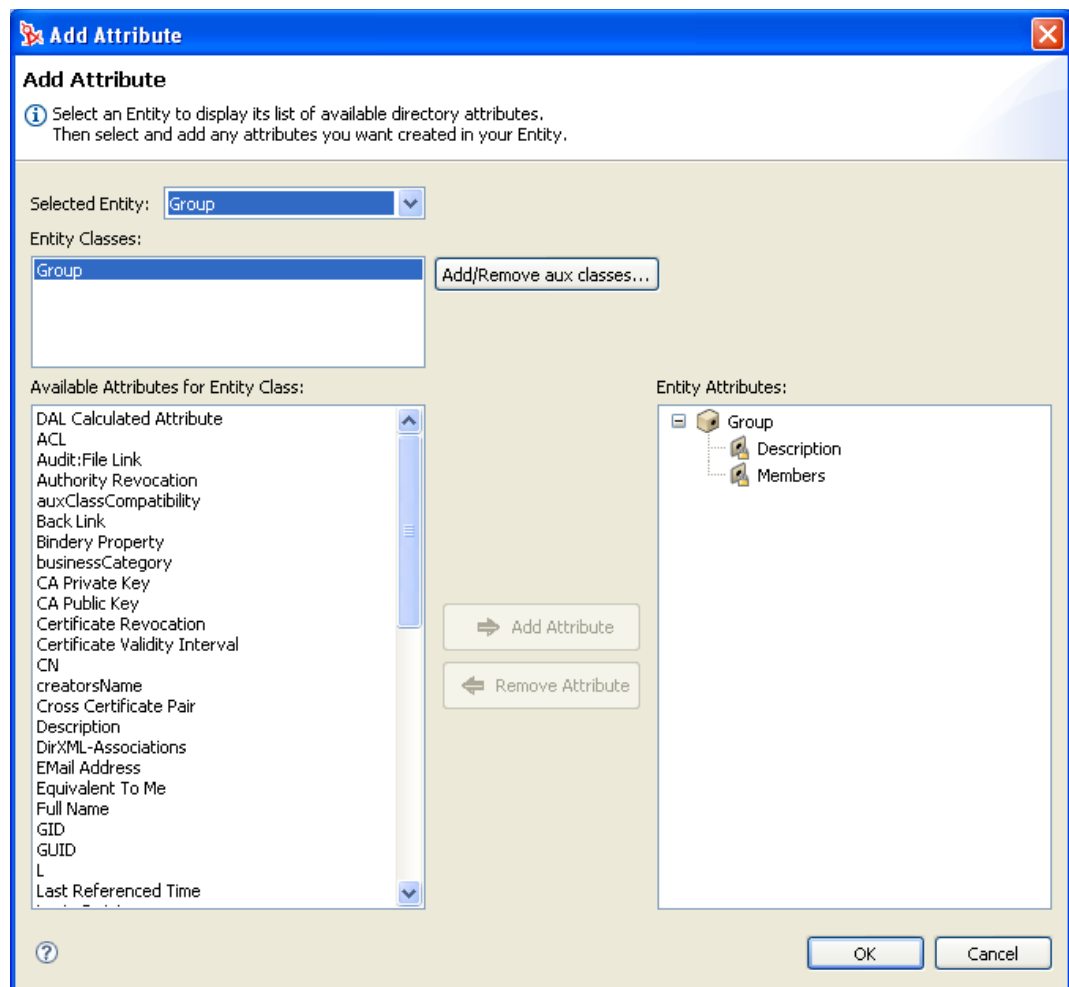 Add Attribute
Add Attribute
Select an Entity to display its list of available directory attributes.
Then select and add any attributes you want created in your Entity.
Selected Entity: Group
Entity Classes:
Group
Add/Remove aux classes...
Available Attributes for Entity Class:
DAL Calculated Attribute
ACL
Audit:File Link
Authority Revocation
auxClassCompatibility
Back Link
Bindery Property
businessCategory
CA Private Key
CA Public Key
Certificate Revocation
Certificate Validity Interval
CN
creatorsName
Cross Certificate Pair
Description
DirXML-Associations
EMail Address
Equivalent To Me
Full Name
GID
GUID
L
Last Referenced Time
Add Attribute
Remove Attribute
Entity Attributes:
Group
Description
Members
OK
Cancel